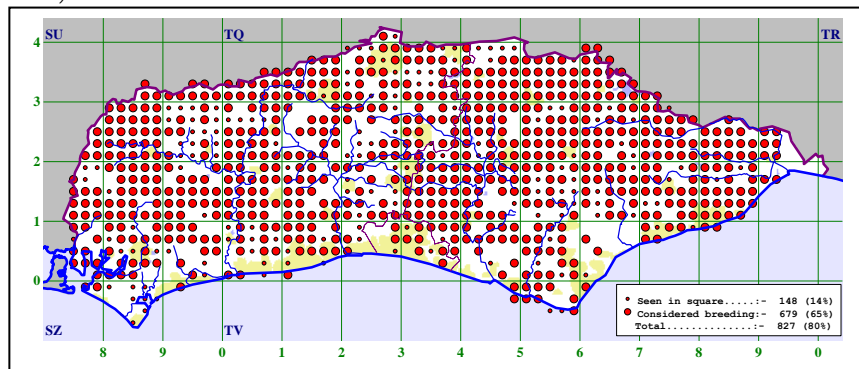 SU TQ TR
4
3
2
1
0
SZ TV
Seen in square.....:- 148 (14%)
Considered breeding:- 679 (65%)
Total..............:- 827 (80%)
8 9 0 1 2 3 4 5 6 7 8 9 0